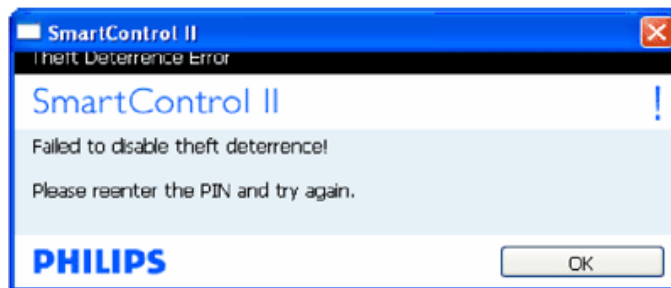 SmartControl II
Theft Deterrence Error
SmartControl II
!
Failed to disable theft deterrence!
Please reenter the PIN and try again.
PHILIPS
OK